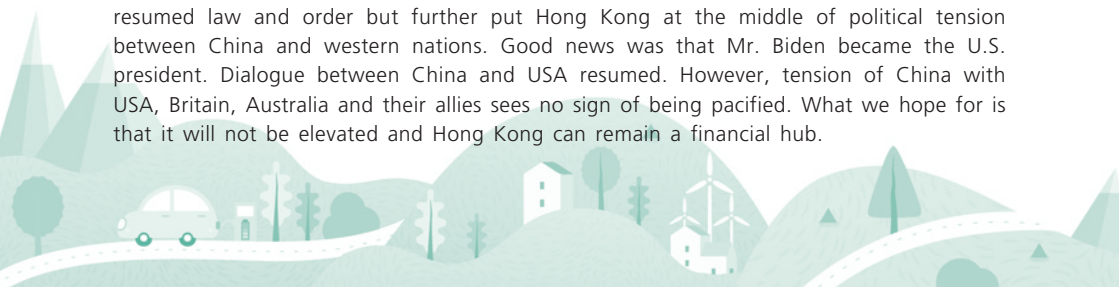 resumed law and order but further put Hong Kong at the middle of political tension
between China and western nations. Good news was that Mr. Biden became the U.S.
president. Dialogue between China and USA resumed. However, tension of China with
USA, Britain, Australia and their allies sees no sign of being pacified. What we hope for is
that it will not be elevated and Hong Kong can remain a financial hub.